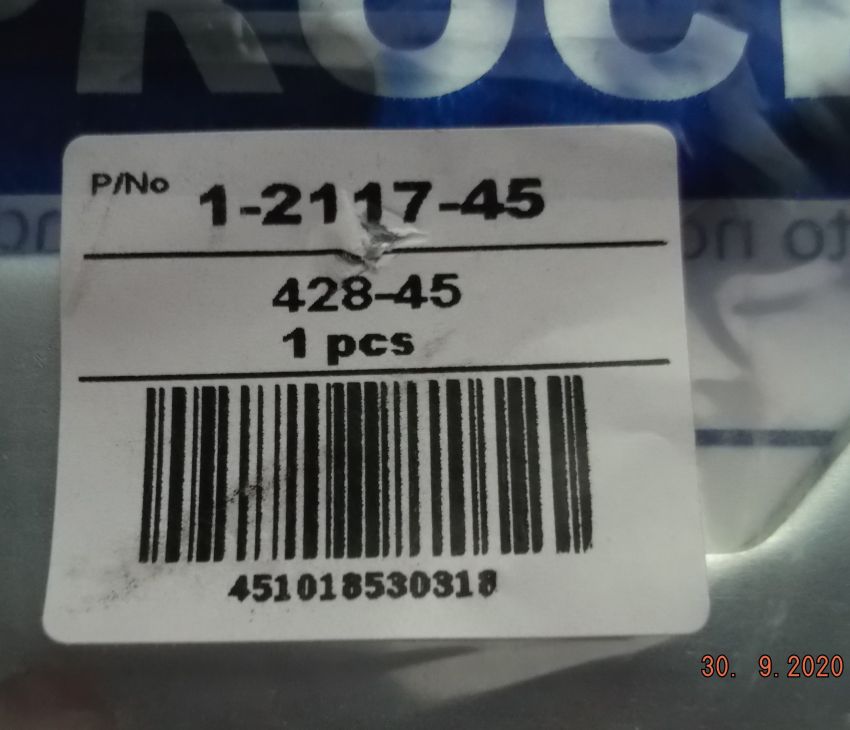 P/No 1-2117-45
428-45
1 pcs
451018530318
30. 9.2020